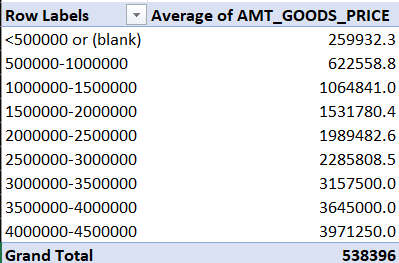 Row Labels Average of AMT_GOODS_PRICE
<500000 or (blank) 259932.3
500000-1000000 622558.8
1000000-1500000 1064841.0
1500000-2000000 1531780.4
2000000-2500000 1989482.6
2500000-3000000 2285808.5
3000000-3500000 3157500.0
3500000-4000000 3645000.0
4000000-4500000 3971250.0
Grand Total 538396